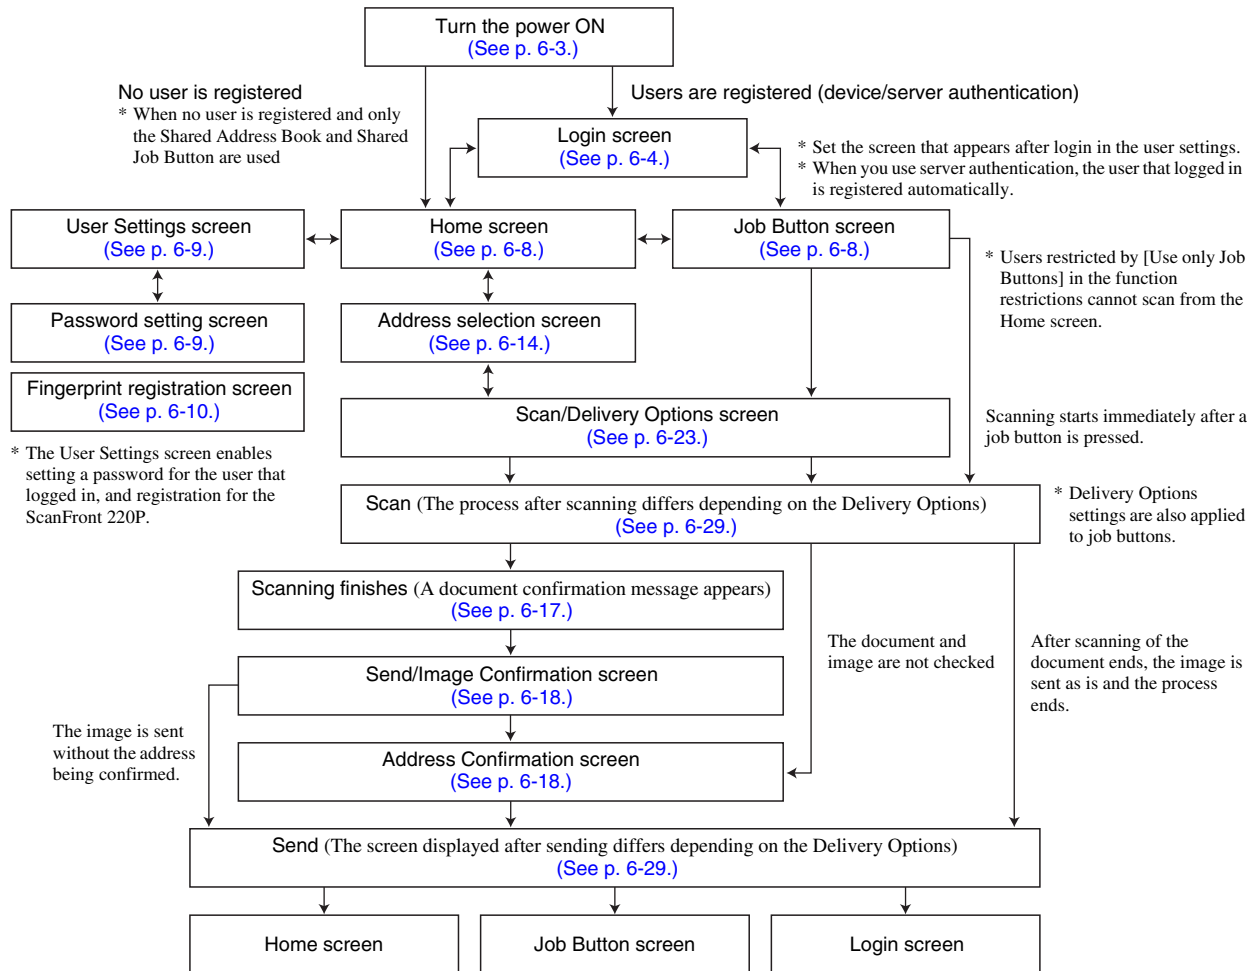 Turn the power ON
(See p. 6-3.)
No user is registered
* When no user is registered and only
the Shared Address Book and Shared
Job Button are used
Users are registered (device/server authentication)
Login screen
(See p. 6-4.)
* Set the screen that appears after login in the user settings.
* When you use server authentication, the user that logged in
is registered automatically.
User Settings screen
(See p. 6-9.)
Home screen
(See p. 6-8.)
Job Button screen
(See p. 6-8.)
* Users restricted by [Use only Job
Buttons] in the function
restrictions cannot scan from the
Home screen.
Password setting screen
(See p. 6-9.)
Address selection screen
(See p. 6-14.)
Fingerprint registration screen
(See p. 6-10.)
Scan/Delivery Options screen
(See p. 6-23.)
Scanning starts immediately after a
job button is pressed.
* The User Settings screen enables
setting a password for the user that
logged in, and registration for the
ScanFront 220P.
Scan (The process after scanning differs depending on the Delivery Options)
(See p. 6-29.)
* Delivery Options
settings are also applied
to job buttons.
Scanning finishes (A document confirmation message appears)
(See p. 6-17.)
The document and
image are not checked
After scanning of the
document ends, the image is
sent as is and the process
ends.
Send/Image Confirmation screen
(See p. 6-18.)
The image is sent
without the address
being confirmed.
Address Confirmation screen
(See p. 6-18.)
Send (The screen displayed after sending differs depending on the Delivery Options)
(See p. 6-29.)
Home screen
Job Button screen
Login screen